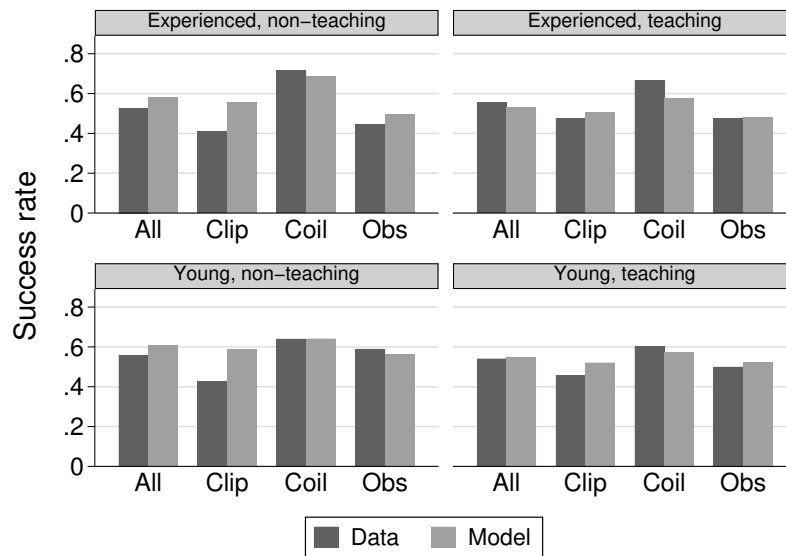 Experienced, non−teaching
Experienced, teaching
.8
.6
.4
.2
0
All Clip Coil Obs
All Clip Coil Obs
Success rate
Young, non−teaching
Young, teaching
.8
.6
.4
.2
0
All Clip Coil Obs
All Clip Coil Obs
Data Model